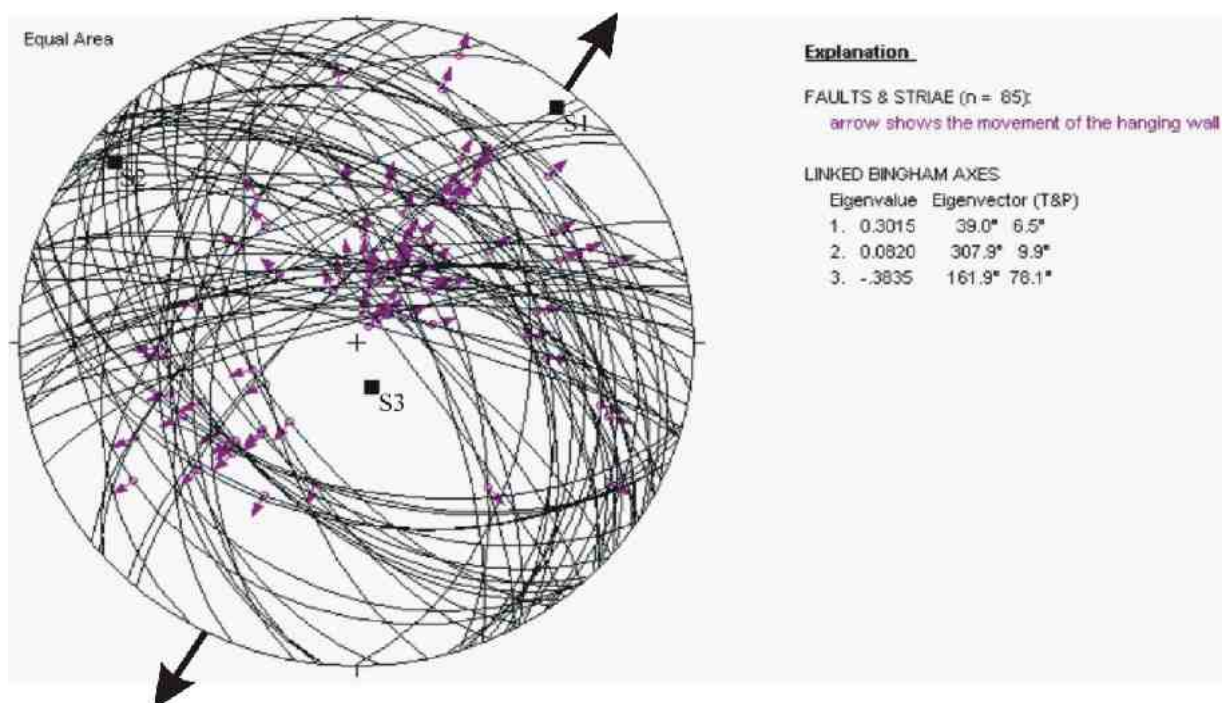 Equal Area
S1
S2
S3
Explanation
FAULTS & STRIAE (n = 85):
arrow shows the movement of the hanging wall
LINKED BINGHAM AXES
Eigenvalue Eigenvector (T&P)
1. 0.3015 39.0° 6.5°
2. 0.0820 307.9° 9.9°
3. -.3835 161.9° 78.1°